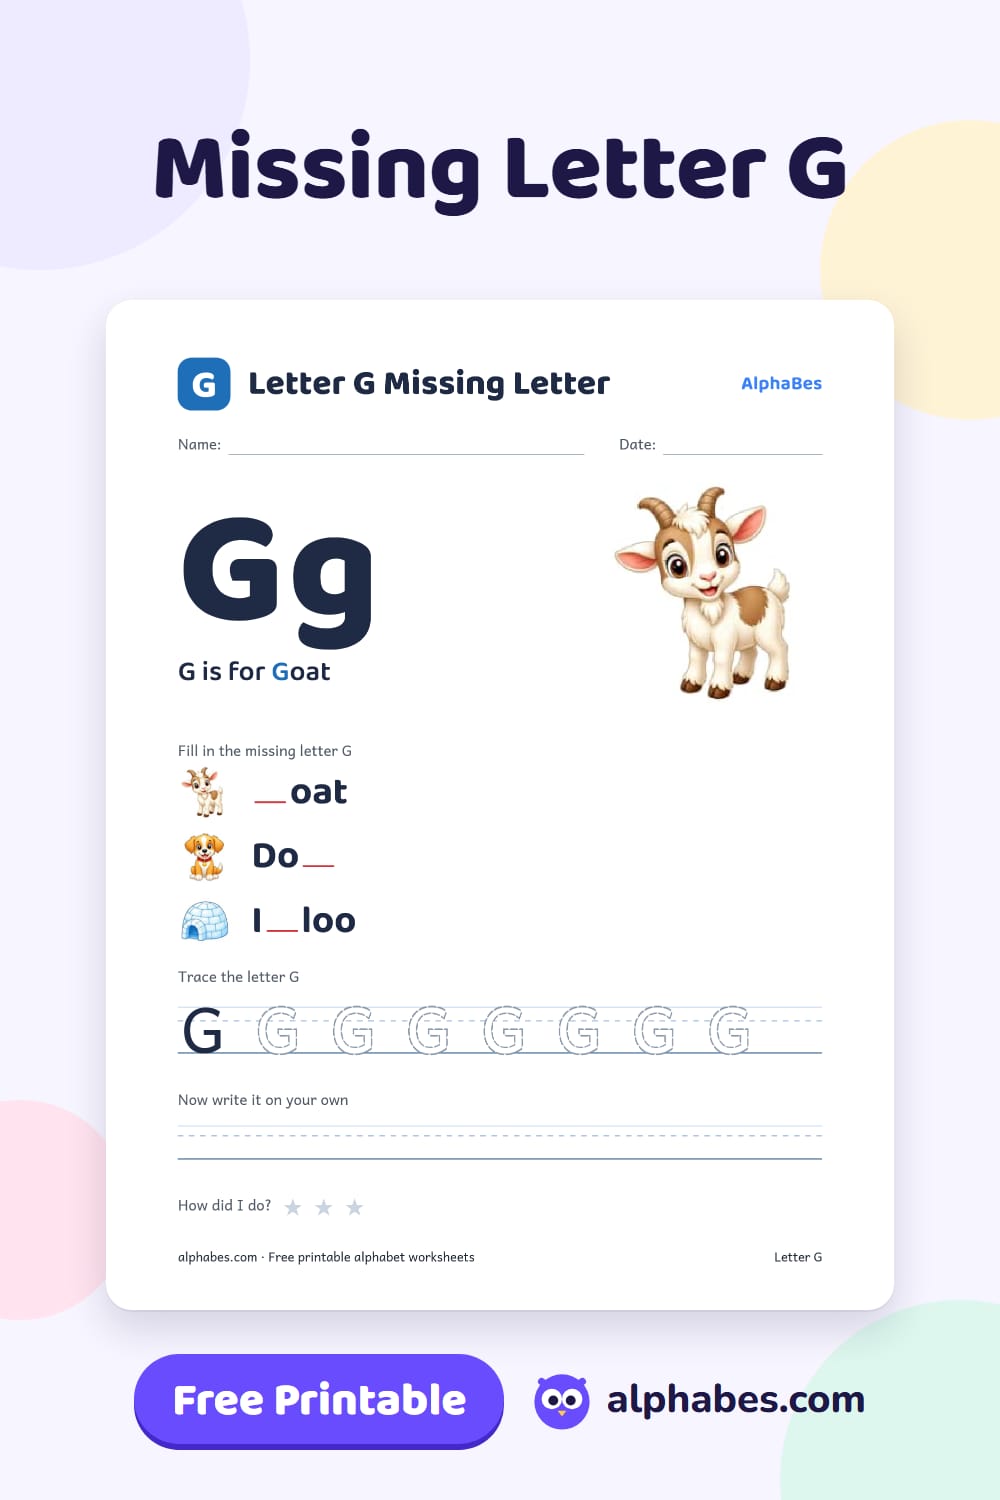 Missing Letter G
G Letter G Missing Letter AlphaBes
Name: Date:
Gg
G is for Goat
Fill in the missing letter G
__oat
Do__
I__loo
Trace the letter G
G G G G G G G G
Now write it on your own
How did I do? ★ ★ ★
alphabes.com · Free printable alphabet worksheets Letter G
Free Printable alphabes.com